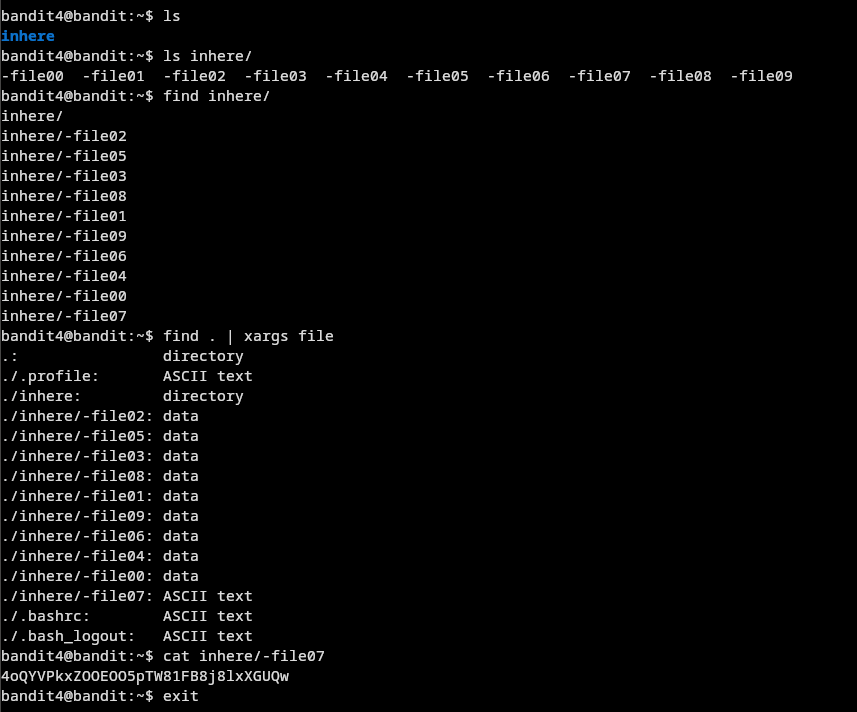 bandit4@bandit:~$ ls
inhere
bandit4@bandit:~$ ls inhere/
-file00  -file01  -file02  -file03  -file04  -file05  -file06  -file07  -file08  -file09
bandit4@bandit:~$ find inhere/
inhere/
inhere/-file02
inhere/-file05
inhere/-file03
inhere/-file08
inhere/-file01
inhere/-file09
inhere/-file06
inhere/-file04
inhere/-file00
inhere/-file07
bandit4@bandit:~$ find . | xargs file
.:                directory
./.profile:       ASCII text
./inhere:         directory
./inhere/-file02: data
./inhere/-file05: data
./inhere/-file03: data
./inhere/-file08: data
./inhere/-file01: data
./inhere/-file09: data
./inhere/-file06: data
./inhere/-file04: data
./inhere/-file00: data
./inhere/-file07: ASCII text
./.bashrc:        ASCII text
./.bash_logout:   ASCII text
bandit4@bandit:~$ cat inhere/-file07
4oQYVPkxZOOEOO5pTW81FB8j8lxXGUQw
bandit4@bandit:~$ exit